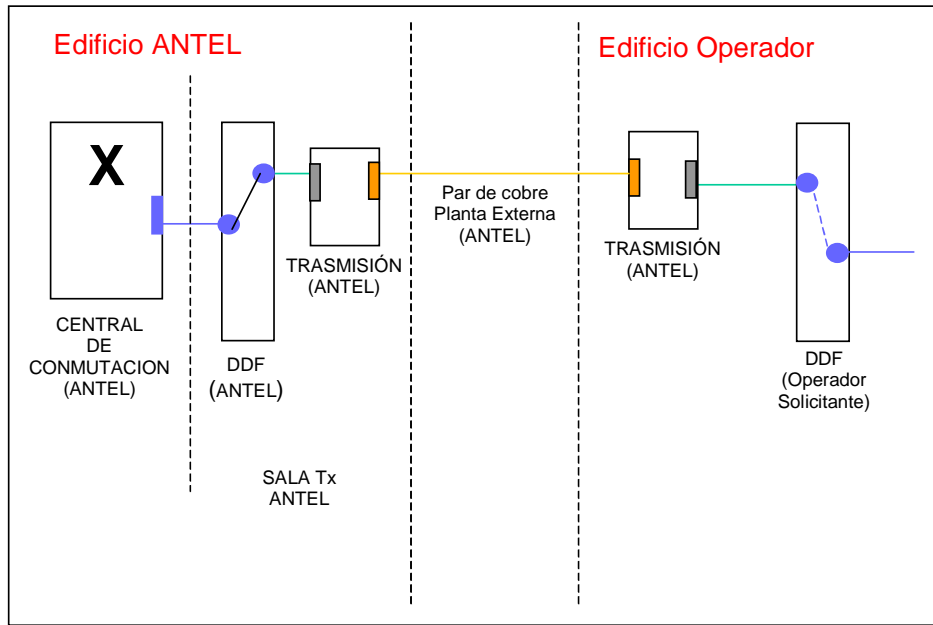 Edificio ANTEL
Edificio Operador
X
CENTRAL
DE
CONMUTACION
(ANTEL)
DDF
(ANTEL)
TRASMISIÓN
(ANTEL)
SALA Tx
ANTEL
Par de cobre
Planta Externa
(ANTEL)
TRASMISIÓN
(ANTEL)
DDF
(Operador
Solicitante)